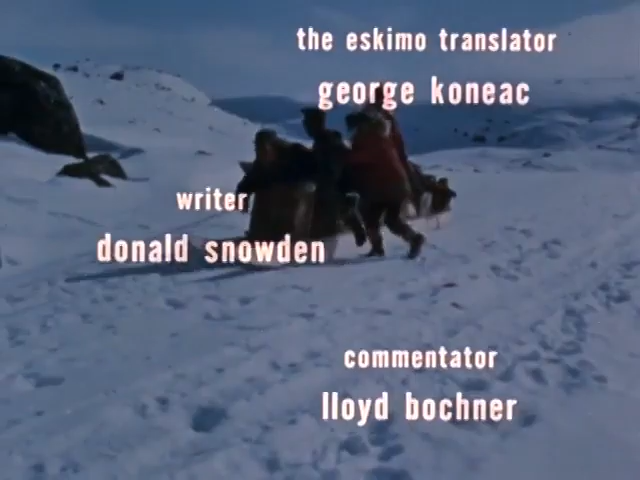 the eskimo translator
george koneac
writer
donald snowden
commentator
lloyd bochner